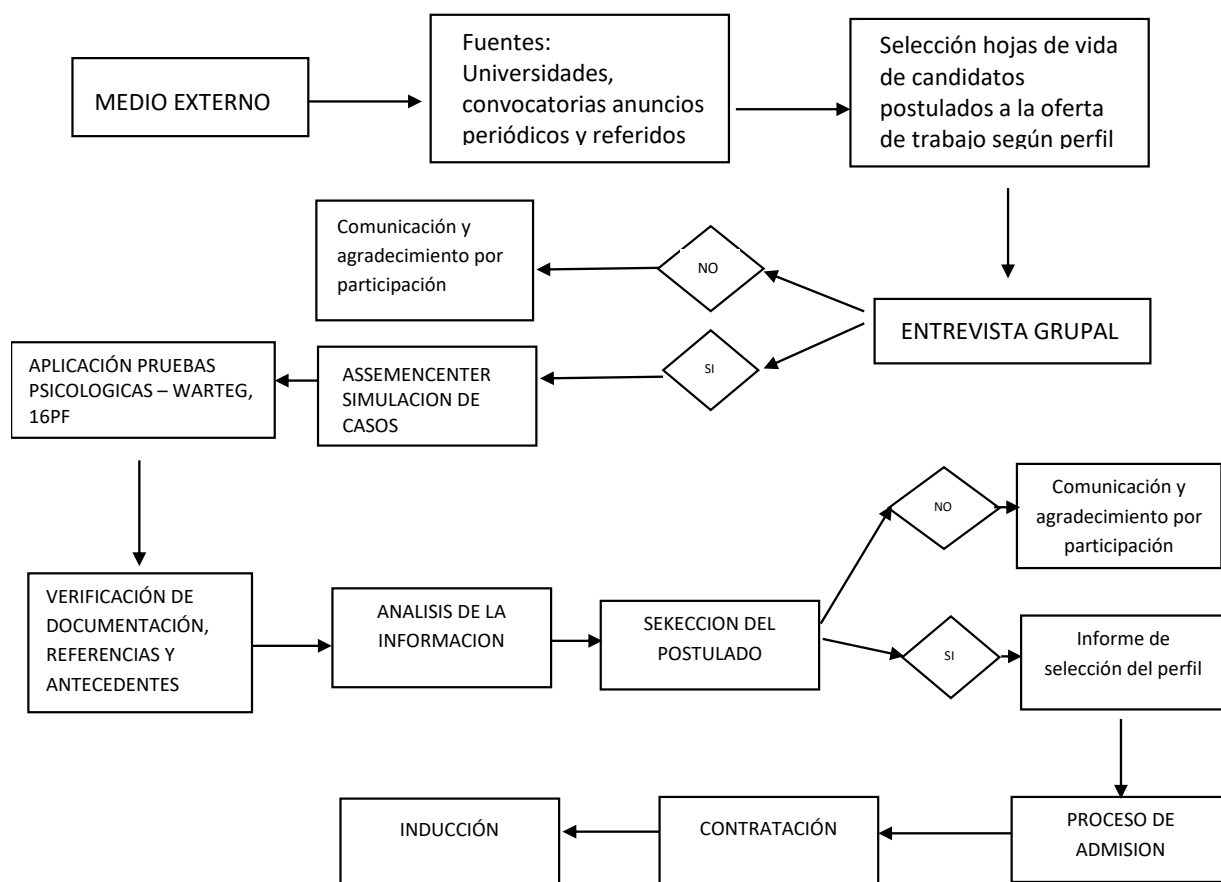 MEDIO EXTERNO
Fuentes:
Universidades,
convocatorias anuncios
periódicos y referidos
Selección hojas de vida
de candidatos
postulados a la oferta
de trabajo según perfil
Comunicación y
agradecimiento por
participación
NO
ENTREVISTA GRUPAL
SI
ASSEMENCENTER
SIMULACION DE
CASOS
APLICACIÓN PRUEBAS
PSICOLOGICAS – WARTEG,
16PF
VERIFICACIÓN DE
DOCUMENTACIÓN,
REFERENCIAS Y
ANTECEDENTES
ANALISIS DE LA
INFORMACION
SEKECCION DEL
POSTULADO
NO
Comunicación y
agradecimiento por
participación
SI
Informe de
selección del perfil
PROCESO DE
ADMISION
CONTRATACIÓN
INDUCCIÓN